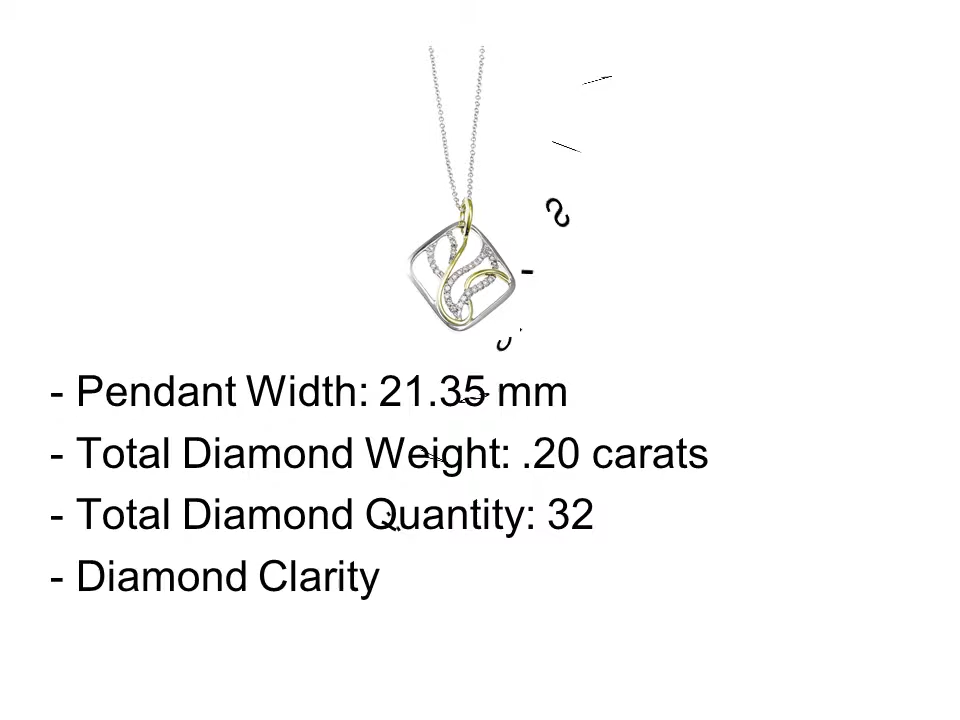 - Pendant Width: 21.35 mm
- Total Diamond Weight: .20 carats
- Total Diamond Quantity: 32
- Diamond Clarity